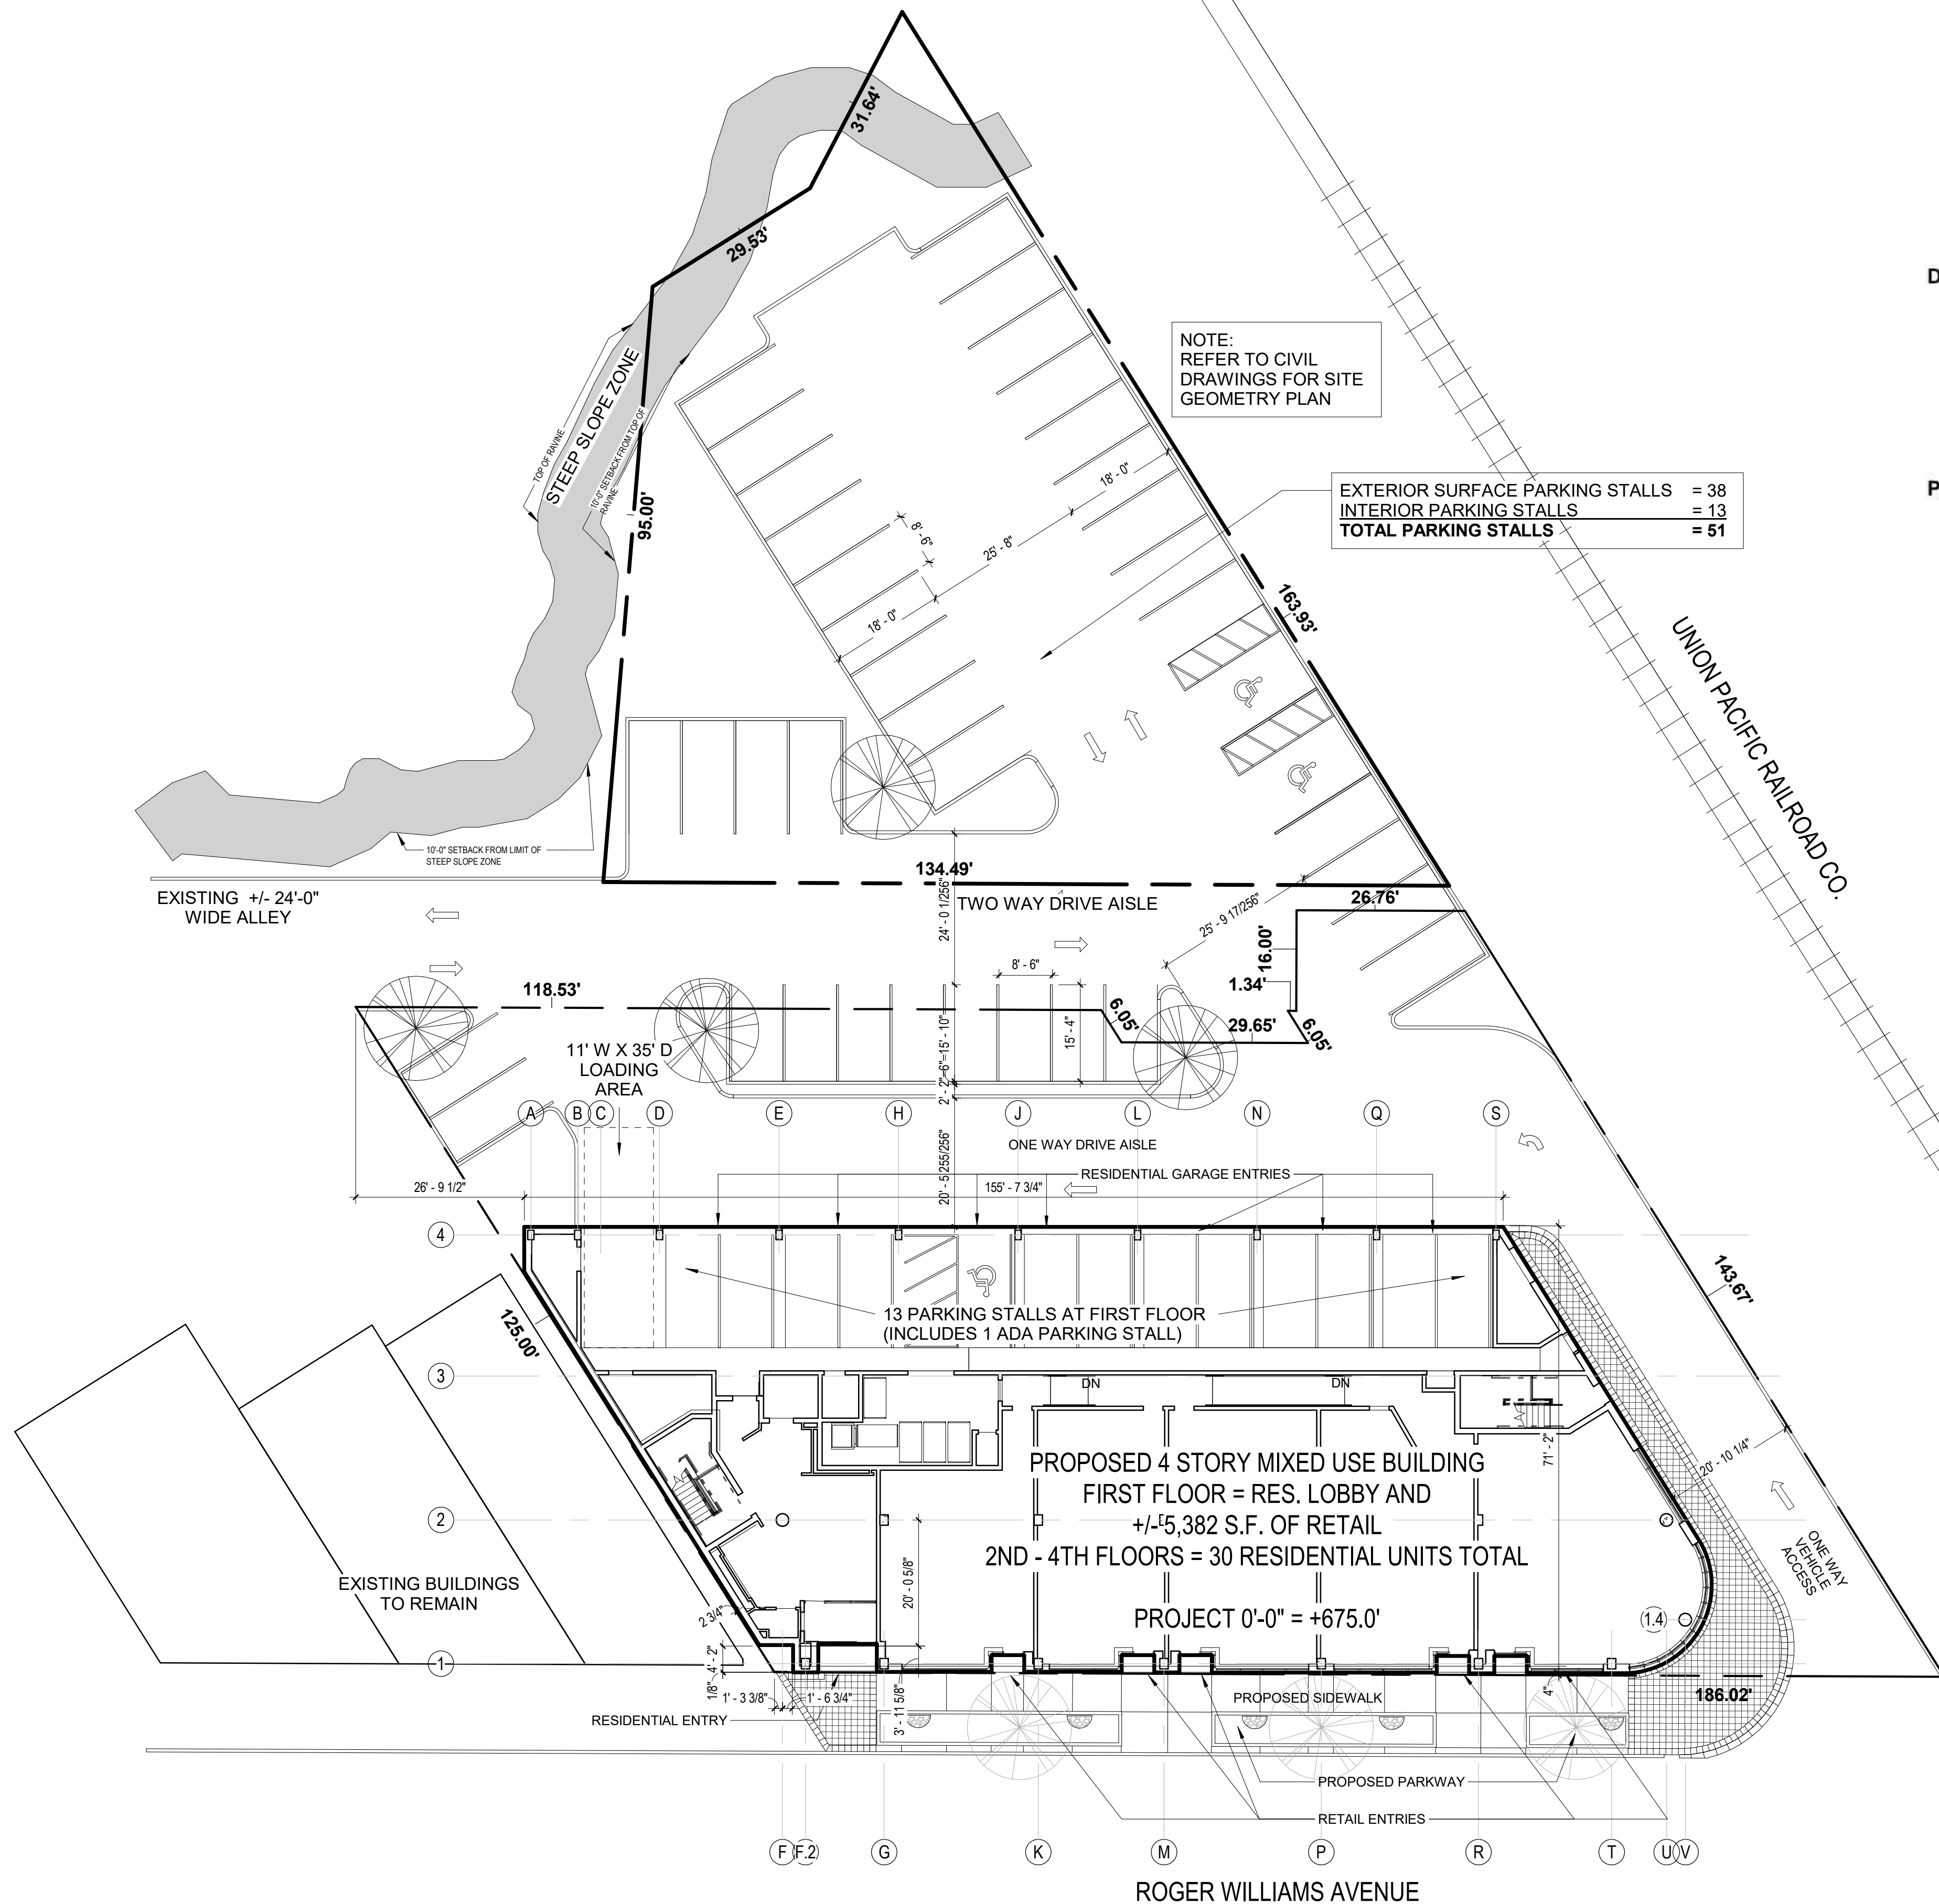 31.64'
29.53'
D
NOTE:
REFER TO CIVIL
DRAWINGS FOR SITE
GEOMETRY PLAN
TOP OF RAVINE
STEEP SLOPE ZONE
10'-0" SETBACK FROM TOP OF
RAVINE
95.00'
18' - 0"
8' - 6"
25' - 8"
18' - 0"
EXTERIOR SURFACE PARKING STALLS = 38
INTERIOR PARKING STALLS = 13
TOTAL PARKING STALLS = 51
P
163.93'
UNION PACIFIC RAILROAD CO.
10'-0" SETBACK FROM LIMIT OF
STEEP SLOPE ZONE
EXISTING +/- 24'-0"
WIDE ALLEY
134.49'
TWO WAY DRIVE AISLE
24' - 0 1/256"
25' - 9 17/256"
26.76'
16.00'
1.34'
6.05'
29.65'
6.05'
118.53'
8' - 6"
15' - 4"
2' - 2"
6"
15' - 10"
11' W X 35' D
LOADING
AREA
A B C D E H J L N Q S
ONE WAY DRIVE AISLE
20' - 5 255/256"
RESIDENTIAL GARAGE ENTRIES
26' - 9 1/2"
155' - 7 3/4"
4
143.67'
125.00'
13 PARKING STALLS AT FIRST FLOOR
(INCLUDES 1 ADA PARKING STALL)
3
DN
DN
71' - 2"
20' - 10 1/4"
PROPOSED 4 STORY MIXED USE BUILDING
FIRST FLOOR = RES. LOBBY AND
+/- 5,382 S.F. OF RETAIL
2ND - 4TH FLOORS = 30 RESIDENTIAL UNITS TOTAL
PROJECT 0'-0" = +675.0'
2
ONE WAY
VEHICLE
ACCESS
EXISTING BUILDINGS
TO REMAIN
20' - 0 5/8"
2 3/4"
1.4
1
4' - 2"
1/8"
1' - 3 3/8"
1' - 6 3/4"
3' - 11 5/8"
4"
186.02'
PROPOSED SIDEWALK
RESIDENTIAL ENTRY
PROPOSED PARKWAY
RETAIL ENTRIES
F F.2 G K M P R T U V
ROGER WILLIAMS AVENUE